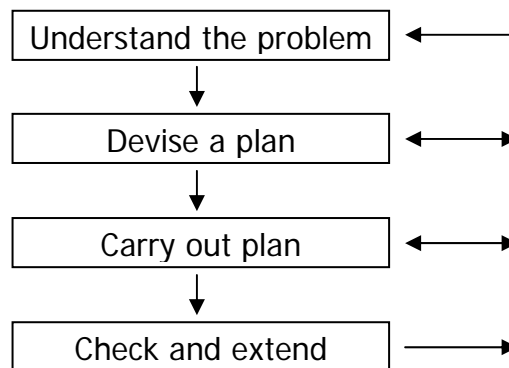 Understand the problem
Devise a plan
Carry out plan
Check and extend